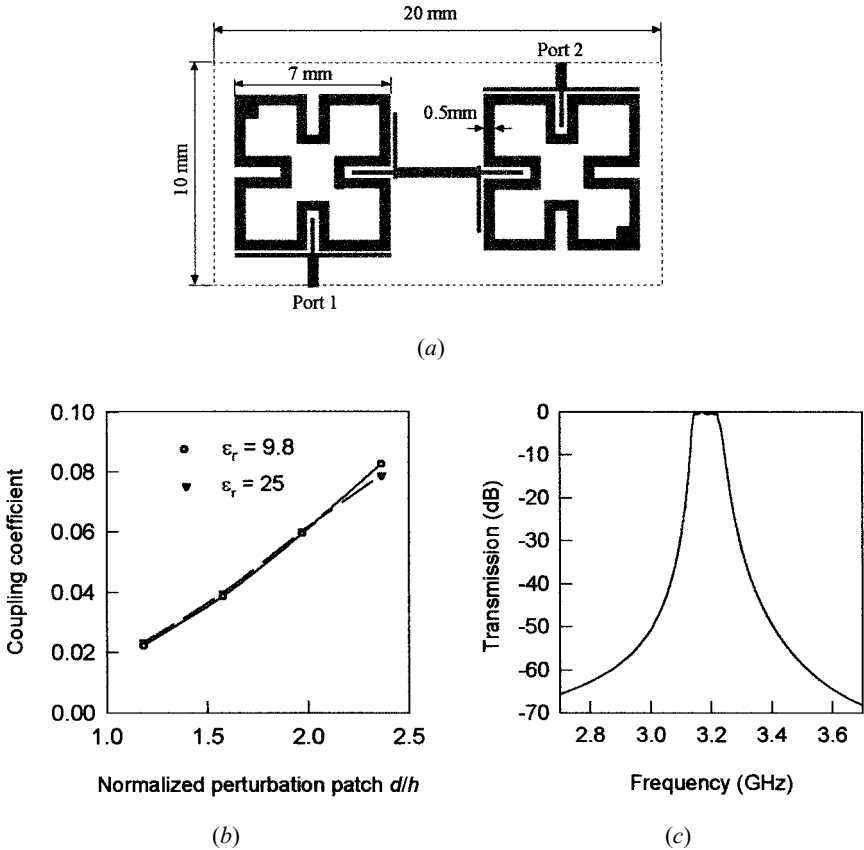 20 mm
Port 2
7 mm
0.5mm
10 mm
Port 1
(a)
Coupling coefficient
0.10
0.08
0.06
0.04
0.02
0.00
εr = 9.8
εr = 25
1.0 1.5 2.0 2.5
Normalized perturbation patch d/h
(b)
Transmission (dB)
0
-10
-20
-30
-40
-50
-60
-70
2.8 3.0 3.2 3.4 3.6
Frequency (GHz)
(c)